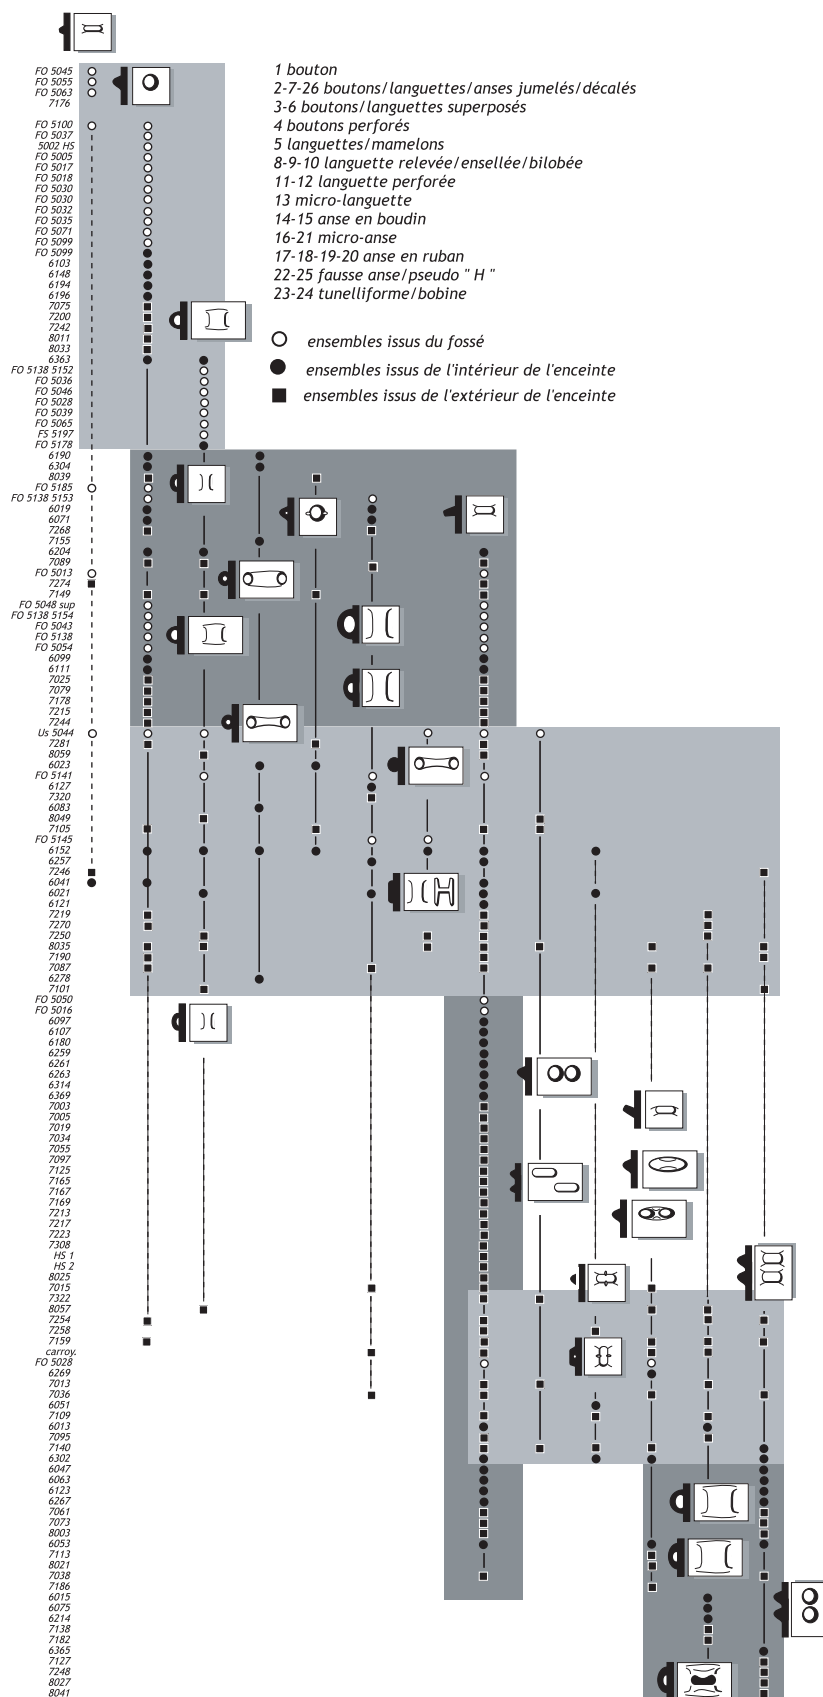 FO 5045
FO 5055
FO 5063
7176
FO 5100
FO 5037
5002 HS
FO 5005
FO 5017
FO 5018
FO 5030
FO 5030
FO 5032
FO 5035
FO 5071
FO 5099
FO 5099
6103
6148
6194
6196
7075
7200
7242
8011
8033
6363
FO 5138 5152
FO 5036
FO 5046
FO 5028
FO 5039
FO 5065
FS 5197
FO 5178
6190
6304
8039
FO 5185
FO 5138 5153
6019
6071
7268
7155
6204
7089
FO 5013
7274
7149
FO 5048 sup
FO 5138 5154
FO 5043
FO 5138
FO 5054
6099
6111
7025
7079
7178
7215
7244
Us 5044
7281
8059
6023
FO 5141
6127
7320
6083
8049
7105
FO 5145
6152
6257
7246
6041
6021
6121
7219
7270
7250
8035
7190
7087
6278
7101
FO 5050
FO 5016
6097
6107
6180
6259
6261
6263
6314
6369
7003
7005
7019
7034
7055
7097
7125
7165
7167
7169
7213
7217
7223
7308
HS 1
HS 2
8025
7015
7322
8057
7254
7258
7159
carroy.
FO 5028
6269
7013
7036
6051
7109
6013
7095
7140
6302
6047
6063
6123
6267
7061
7073
8003
6053
7113
8021
7038
7186
6015
6075
6214
7138
7182
6365
7127
7248
8027
8041
1 bouton
2-7-26 boutons/languettes/anses jumelés/décalés
3-6 boutons/languettes superposés
4 boutons perforés
5 languettes/mamelons
8-9-10 languette relevée/ensellée/bilobée
11-12 languette perforée
13 micro-languette
14-15 anse en boudin
16-21 micro-anse
17-18-19-20 anse en ruban
22-25 fausse anse/pseudo " H "
23-24 tunelliforme/bobine
ensembles issus du fossé
ensembles issus de l'intérieur de l'enceinte
ensembles issus de l'extérieur de l'enceinte